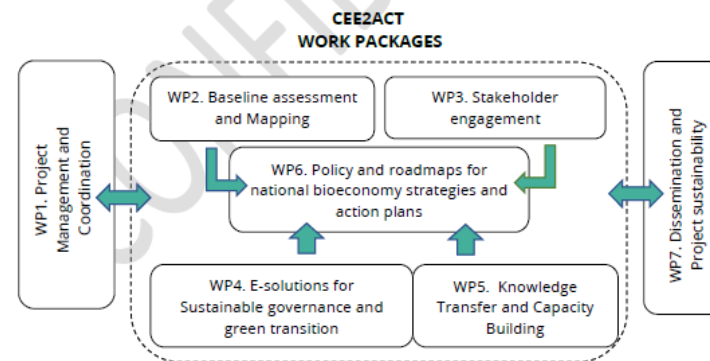 CEE2ACT
WORK PACKAGES
WP1. Project
Management and
Coordination
WP2. Baseline assessment
and Mapping
WP3. Stakeholder
engagement
WP6. Policy and roadmaps for
national bioeconomy strategies and
action plans
WP4. E-solutions for
Sustainable governance and
green transition
WP5. Knowledge
Transfer and Capacity
Building
WP7. Dissemination and
Project sustainability